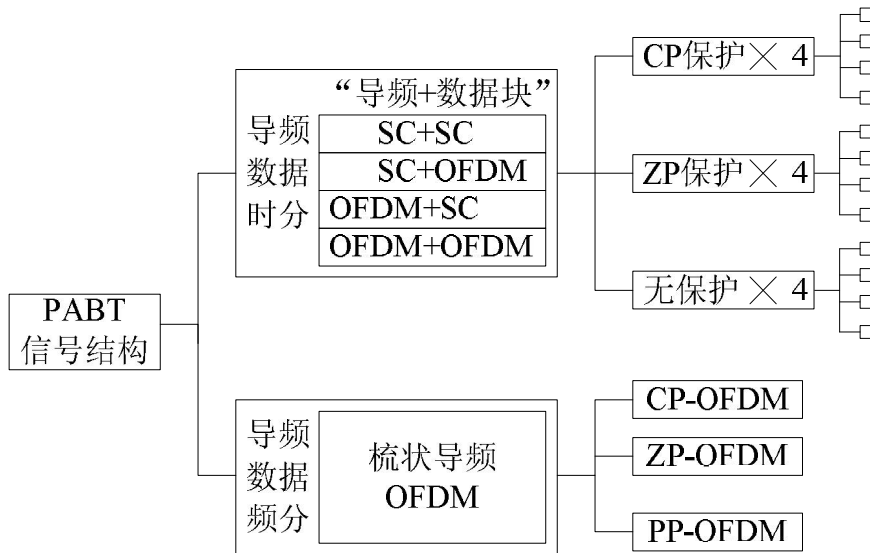 PABT
信号结构
导频
数据
时分
“导频+数据块”
SC+SC
SC+OFDM
OFDM+SC
OFDM+OFDM
CP保护× 4
ZP保护× 4
无保护× 4
导频
数据
频分
梳状导频
OFDM
CP-OFDM
ZP-OFDM
PP-OFDM